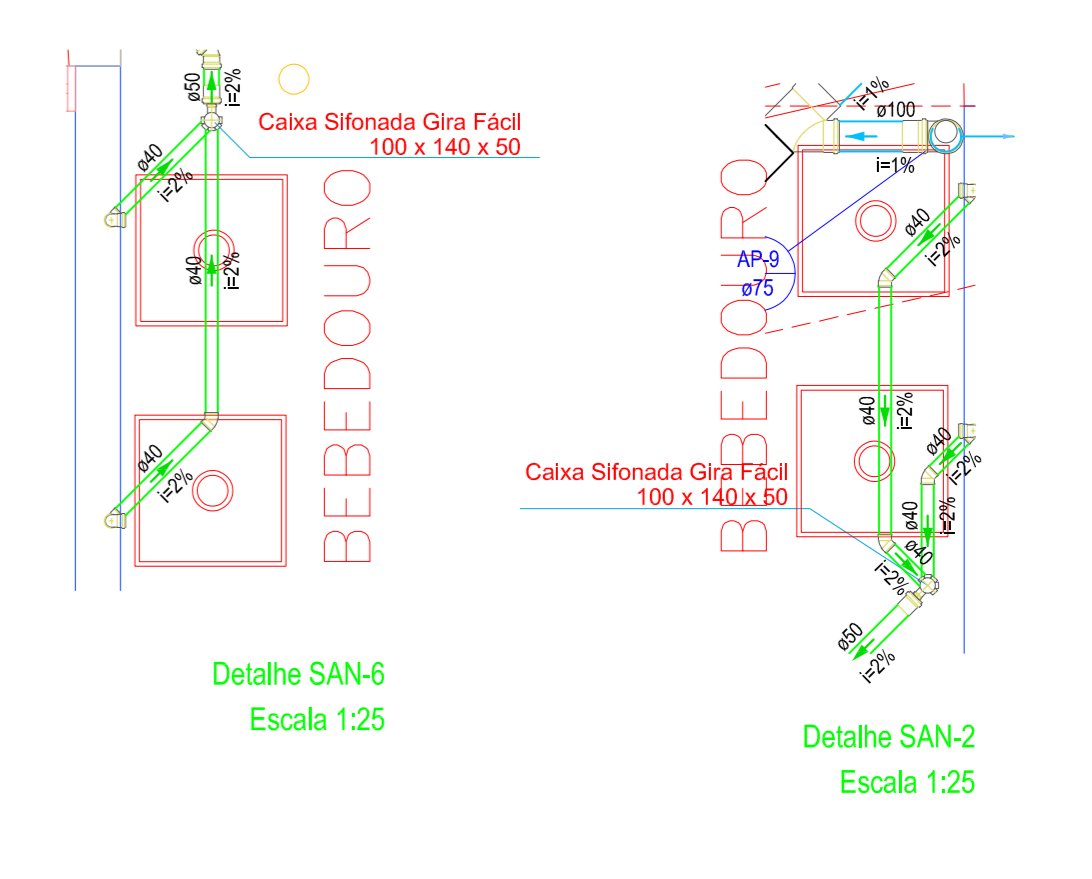 ø50
i=2%
Caixa Sifonada Gira Fácil
100 x 140 x 50
ø40
i=2%
ø40
i=2%
BEBEDOURO
ø40
i=2%
Detalhe SAN-6
Escala 1:25
i=1%
ø100
i=1%
ø40
i=2%
AP-9
ø75
BEBEDOURO
ø40
i=2%
ø40
i=2%
Caixa Sifonada Gira Fácil
100 x 140 x 50
ø40
i=2%
ø40
i=2%
ø50
i=2%
Detalhe SAN-2
Escala 1:25